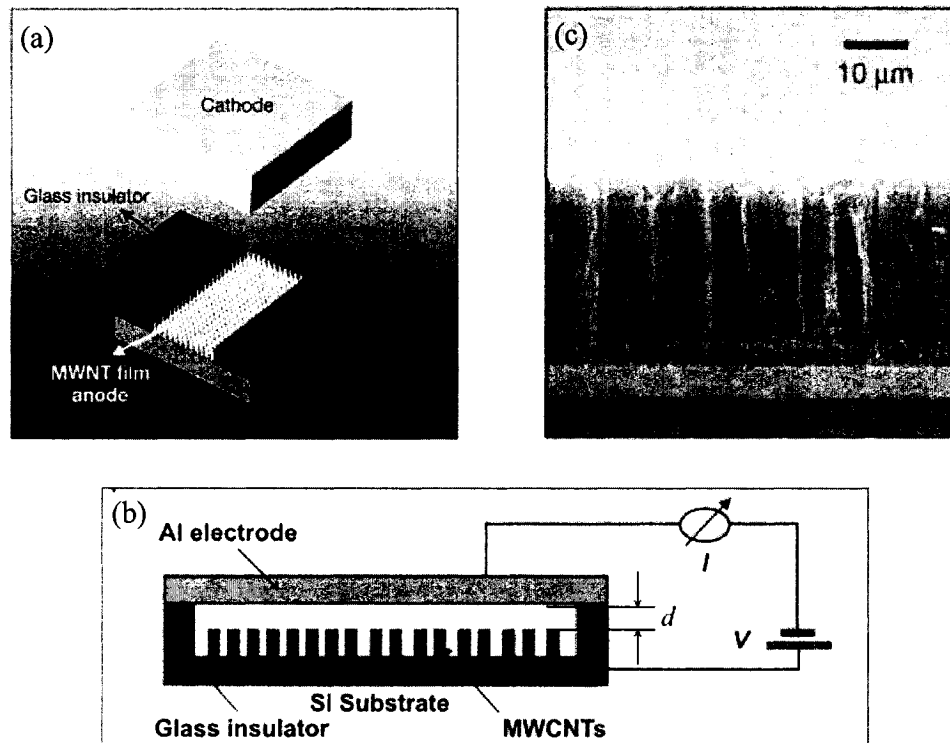 (a)
Cathode
Glass insulator
MWNT film
anode
(c)
10 µm
(b)
Al electrode
I
d
V
SI Substrate
Glass insulator
MWCNTs